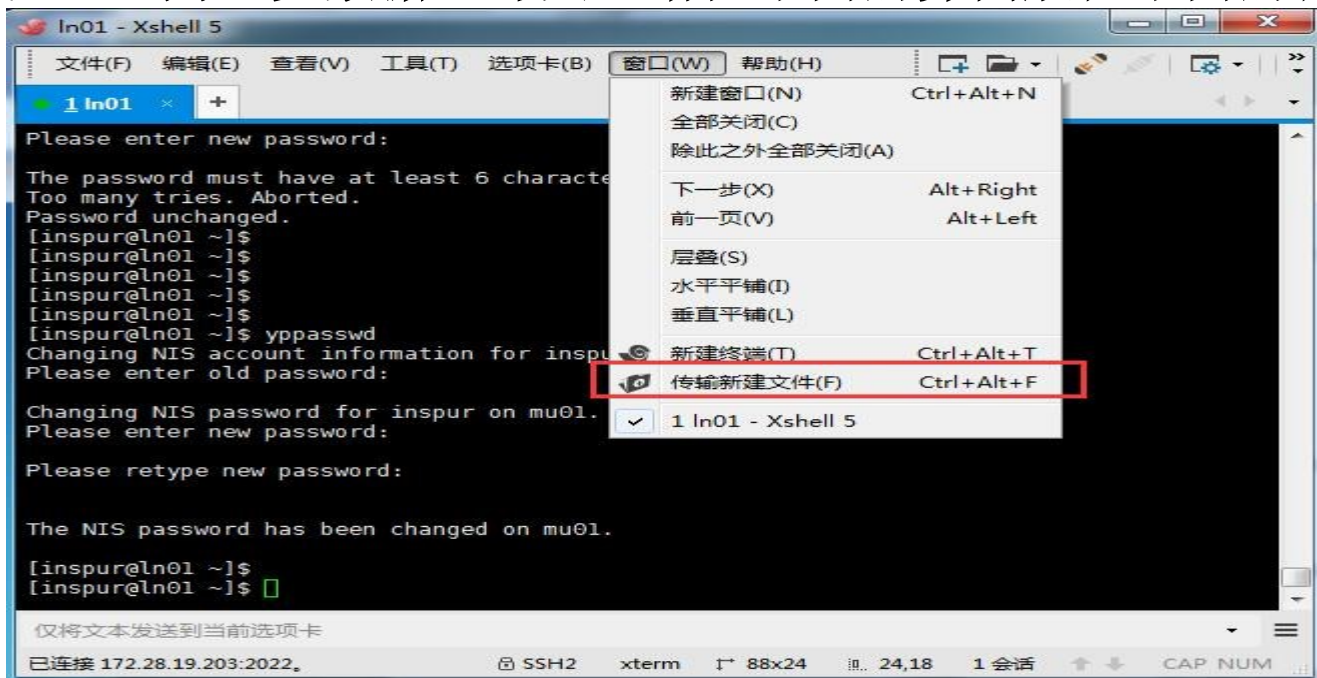 ln01 - Xshell 5
文件(F) 编辑(E) 查看(V) 工具(T) 选项卡(B) 窗口(W) 帮助(H)
1 ln01 × +
新建窗口(N) Ctrl+Alt+N
全部关闭(C)
除此之外全部关闭(A)
下一步(X) Alt+Right
前一页(V) Alt+Left
层叠(S)
水平平铺(I)
垂直平铺(L)
新建终端(T) Ctrl+Alt+T
传输新建文件(F) Ctrl+Alt+F
1 ln01 - Xshell 5
Please enter new password:
The password must have at least 6 characte
Too many tries. Aborted.
Password unchanged.
[inspur@ln01 ~]$
[inspur@ln01 ~]$
[inspur@ln01 ~]$
[inspur@ln01 ~]$
[inspur@ln01 ~]$
[inspur@ln01 ~]$ yppasswd
Changing NIS account information for inspu
Please enter old password:
Changing NIS password for inspur on mu01.
Please enter new password:
Please retype new password:
The NIS password has been changed on mu01.
[inspur@ln01 ~]$
[inspur@ln01 ~]$
仅将文本发送到当前选项卡
已连接 172.28.19.203:2022。 SSH2 xterm 88x24 24,18 1 会话 CAP NUM